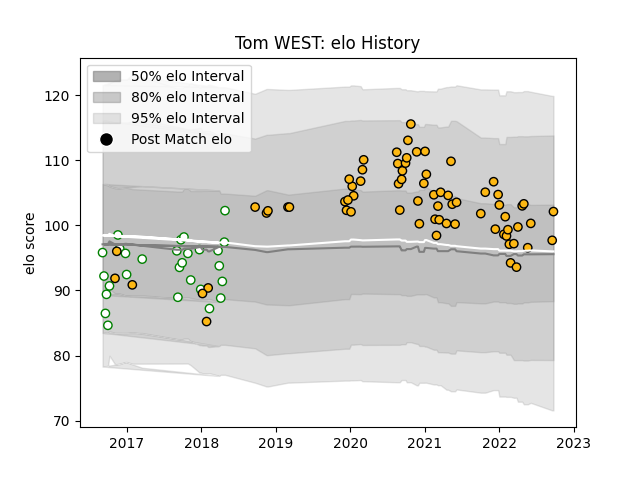 Tom WEST: elo History
50% elo Interval
80% elo Interval
95% elo Interval
Post Match elo
elo score
120
110
100
90
80
70
2017
2018
2019
2020
2021
2022
2023